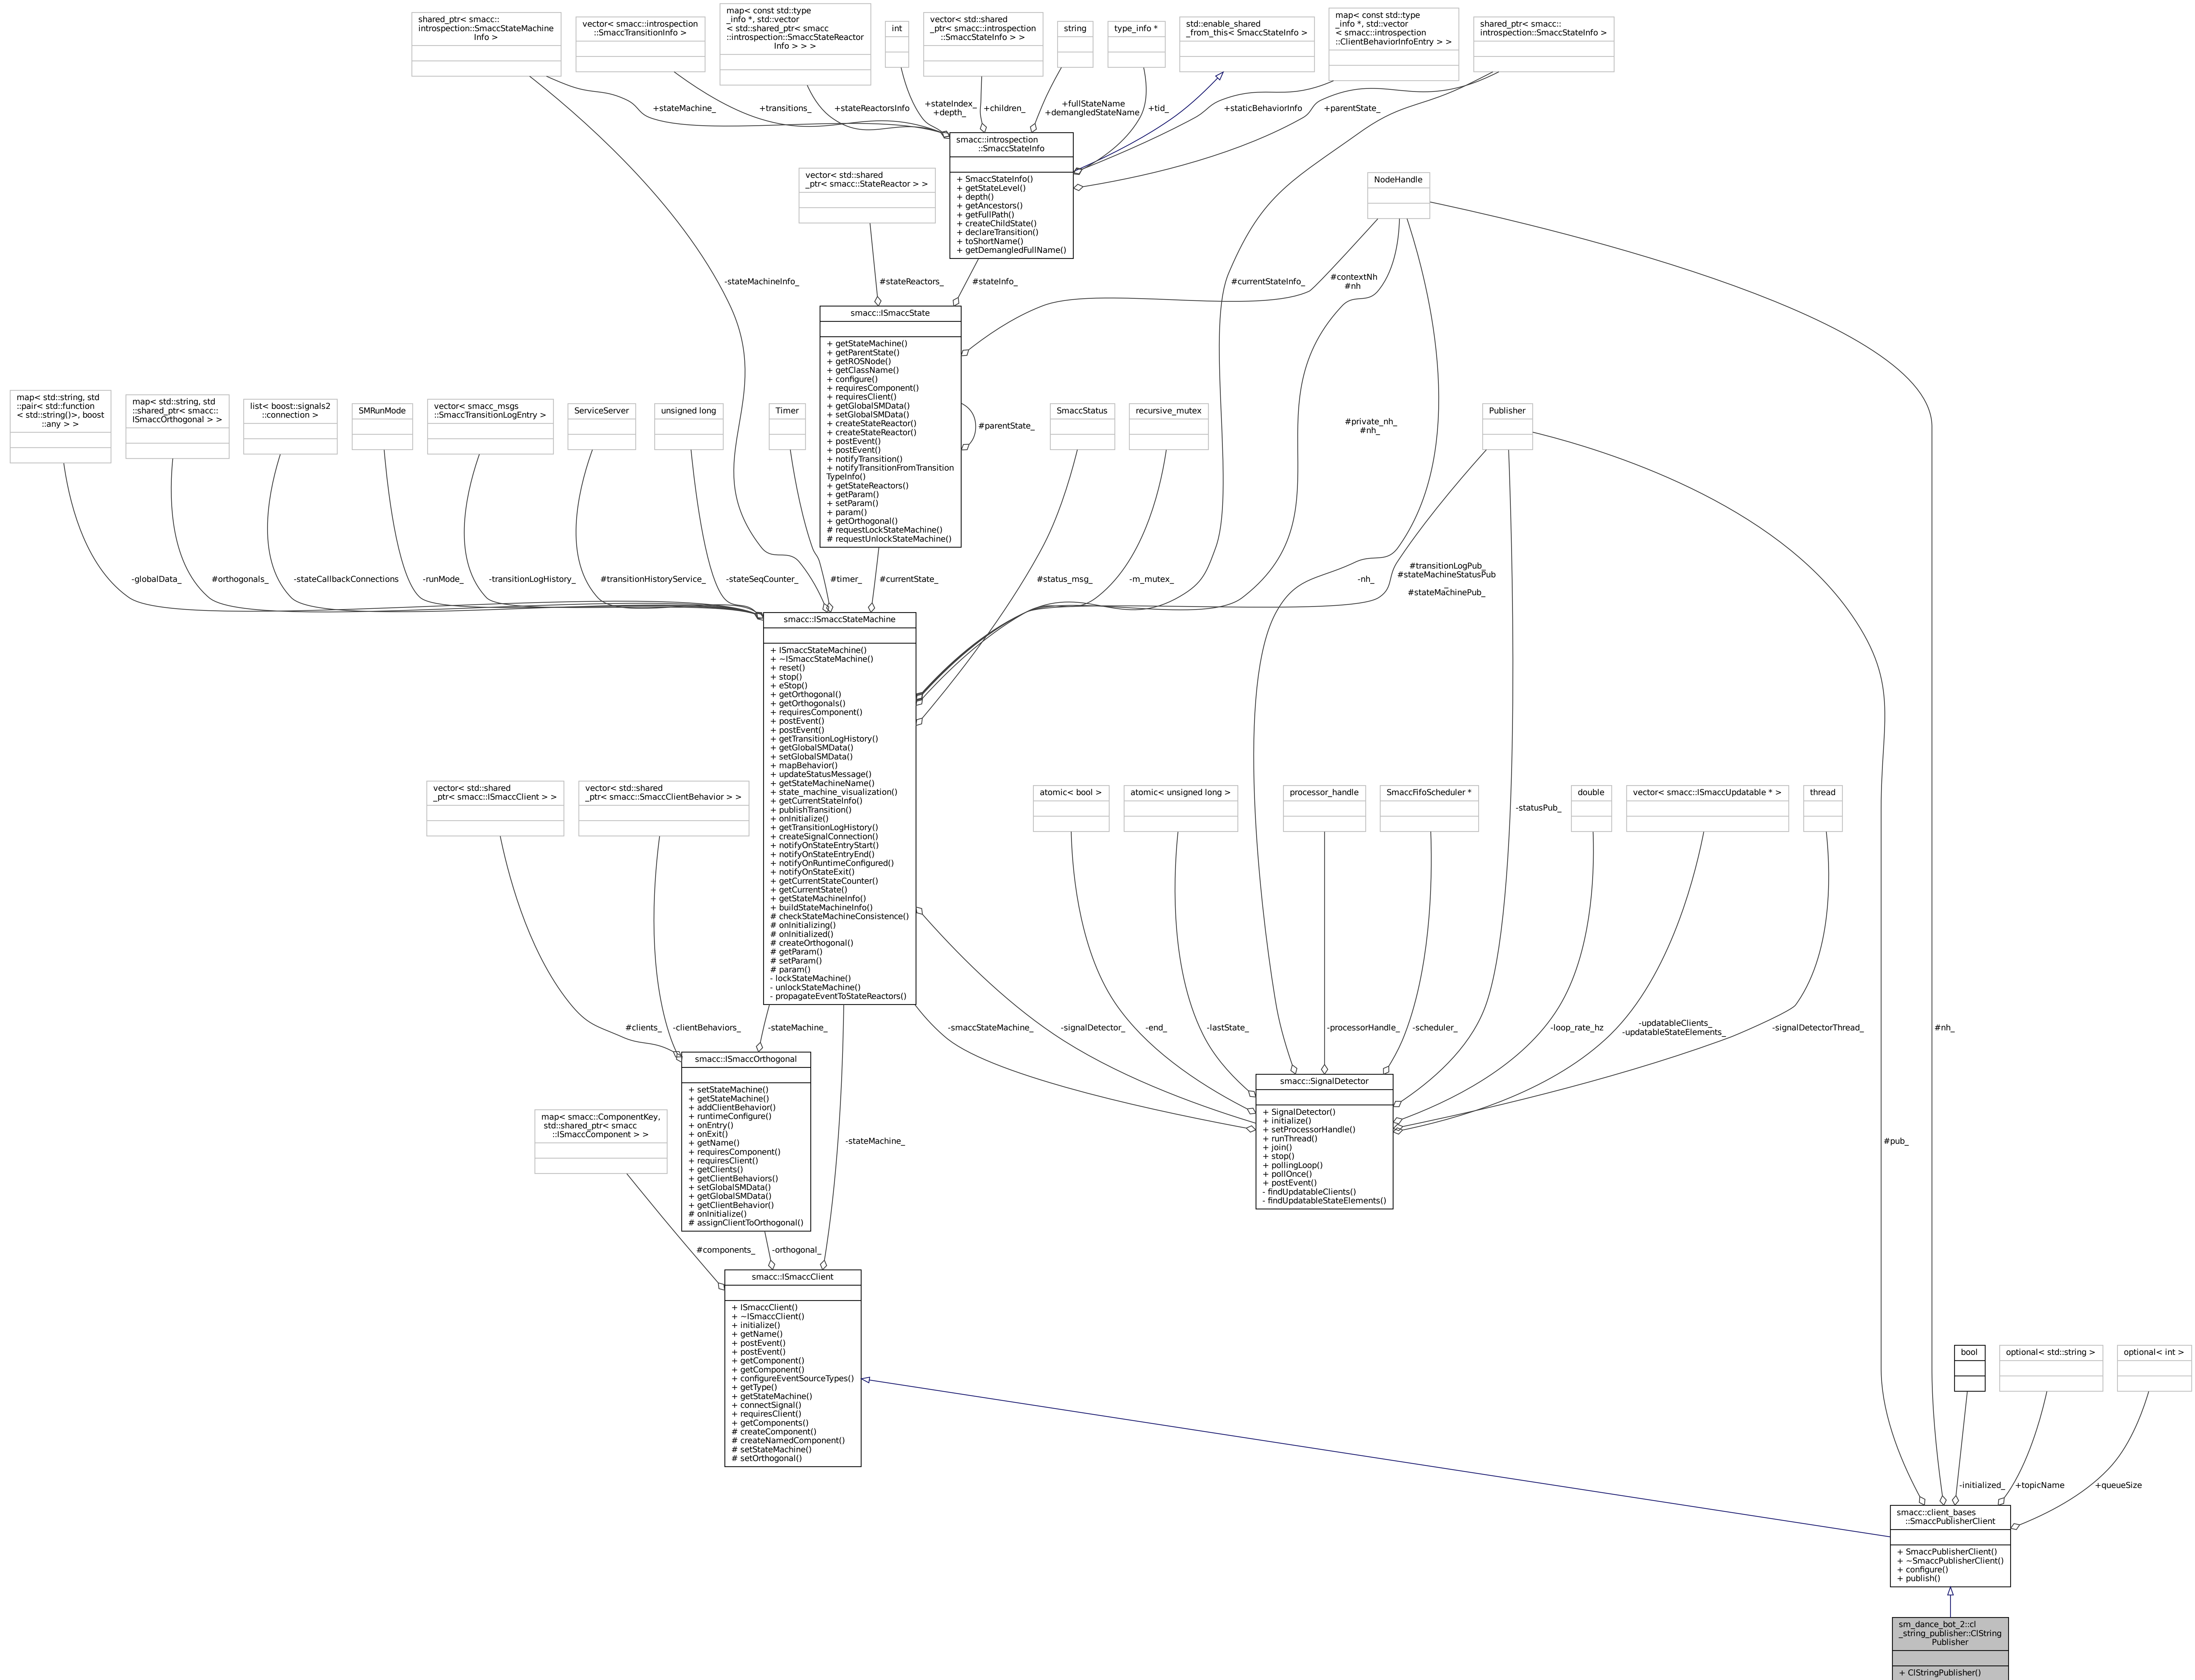 shared_ptr< smacc::
introspection::SmaccStateMachine
Info >
vector< smacc::introspection
::SmaccTransitionInfo >
map< const std::type
_info *, std::vector
< std::shared_ptr< smacc
::introspection::SmaccStateReactor
Info > > >
int
vector< std::shared
_ptr< smacc::introspection
::SmaccStateInfo > >
string
type_info *
std::enable_shared
_from_this< SmaccStateInfo >
map< const std::type
_info *, std::vector
< smacc::introspection
::ClientBehaviorInfoEntry > >
shared_ptr< smacc::
introspection::SmaccStateInfo >
+stateMachine_
+transitions_
+stateReactorsInfo
+stateIndex_
+depth_
+children_
+fullStateName
+demangledStateName
+tid_
+staticBehaviorInfo
+parentState_
smacc::introspection
::SmaccStateInfo
+ SmaccStateInfo()
+ getStateLevel()
+ depth()
+ getAncestors()
+ getFullPath()
+ createChildState()
+ declareTransition()
+ toShortName()
+ getDemangledFullName()
vector< std::shared
_ptr< smacc::StateReactor > >
NodeHandle
-stateMachineInfo_
#stateReactors_
#stateInfo_
#currentStateInfo_
#contextNh
#nh
smacc::ISmaccState
+ getStateMachine()
+ getParentState()
+ getROSNode()
+ getClassName()
+ configure()
+ requiresComponent()
+ requiresClient()
+ getGlobalSMData()
+ setGlobalSMData()
+ createStateReactor()
+ createStateReactor()
+ postEvent()
+ postEvent()
+ notifyTransition()
+ notifyTransitionFromTransition
TypeInfo()
+ getStateReactors()
+ getParam()
+ setParam()
+ param()
+ getOrthogonal()
# requestLockStateMachine()
# requestUnlockStateMachine()
#parentState_
map< std::string, std
::pair< std::function
< std::string()>, boost
::any > >
map< std::string, std
::shared_ptr< smacc::
ISmaccOrthogonal > >
list< boost::signals2
::connection >
SMRunMode
vector< smacc_msgs
::SmaccTransitionLogEntry >
ServiceServer
unsigned long
Timer
SmaccStatus
recursive_mutex
#private_nh_
#nh_
Publisher
-globalData_
#orthogonals_
-stateCallbackConnections
-runMode_
-transitionLogHistory_
#transitionHistoryService_
-stateSeqCounter_
#timer_
#currentState_
#status_msg_
-m_mutex_
-nh_
#transitionLogPub_
#stateMachineStatusPub
_
#stateMachinePub_
smacc::ISmaccStateMachine
+ ISmaccStateMachine()
+ ~ISmaccStateMachine()
+ reset()
+ stop()
+ eStop()
+ getOrthogonal()
+ getOrthogonals()
+ requiresComponent()
+ postEvent()
+ postEvent()
+ getTransitionLogHistory()
+ getGlobalSMData()
+ setGlobalSMData()
+ mapBehavior()
+ updateStatusMessage()
+ getStateMachineName()
+ state_machine_visualization()
+ getCurrentStateInfo()
+ publishTransition()
+ onInitialize()
+ getTransitionLogHistory()
+ createSignalConnection()
+ notifyOnStateEntryStart()
+ notifyOnStateEntryEnd()
+ notifyOnRuntimeConfigured()
+ notifyOnStateExit()
+ getCurrentStateCounter()
+ getCurrentState()
+ getStateMachineInfo()
+ buildStateMachineInfo()
# checkStateMachineConsistence()
# onInitializing()
# onInitialized()
# createOrthogonal()
# getParam()
# setParam()
# param()
- lockStateMachine()
- unlockStateMachine()
- propagateEventToStateReactors()
vector< std::shared
_ptr< smacc::ISmaccClient > >
vector< std::shared
_ptr< smacc::SmaccClientBehavior > >
atomic< bool >
atomic< unsigned long >
processor_handle
SmaccFifoScheduler *
-statusPub_
double
vector< smacc::ISmaccUpdatable * >
thread
#clients_
-clientBehaviors_
-stateMachine_
-smaccStateMachine_
-signalDetector_
-end_
-lastState_
-processorHandle_
-scheduler_
-loop_rate_hz
-updatableClients_
-updatableStateElements_
-signalDetectorThread_
#nh_
smacc::ISmaccOrthogonal
+ setStateMachine()
+ getStateMachine()
+ addClientBehavior()
+ runtimeConfigure()
+ onEntry()
+ onExit()
+ getName()
+ requiresComponent()
+ requiresClient()
+ getClients()
+ getClientBehaviors()
+ setGlobalSMData()
+ getGlobalSMData()
+ getClientBehavior()
# onInitialize()
# assignClientToOrthogonal()
smacc::SignalDetector
+ SignalDetector()
+ initialize()
+ setProcessorHandle()
+ runThread()
+ join()
+ stop()
+ pollingLoop()
+ pollOnce()
+ postEvent()
- findUpdatableClients()
- findUpdatableStateElements()
map< smacc::ComponentKey,
std::shared_ptr< smacc
::ISmaccComponent > >
-stateMachine_
#pub_
#components_
-orthogonal_
smacc::ISmaccClient
+ ISmaccClient()
+ ~ISmaccClient()
+ initialize()
+ getName()
+ postEvent()
+ postEvent()
+ getComponent()
+ getComponent()
+ configureEventSourceTypes()
+ getType()
+ getStateMachine()
+ connectSignal()
+ requiresClient()
+ getComponents()
# createComponent()
# createNamedComponent()
# setStateMachine()
# setOrthogonal()
bool
optional< std::string >
optional< int >
-initialized_
+topicName
+queueSize
smacc::client_bases
::SmaccPublisherClient
+ SmaccPublisherClient()
+ ~SmaccPublisherClient()
+ configure()
+ publish()
sm_dance_bot_2::cl
_string_publisher::ClString
Publisher
+ ClStringPublisher()